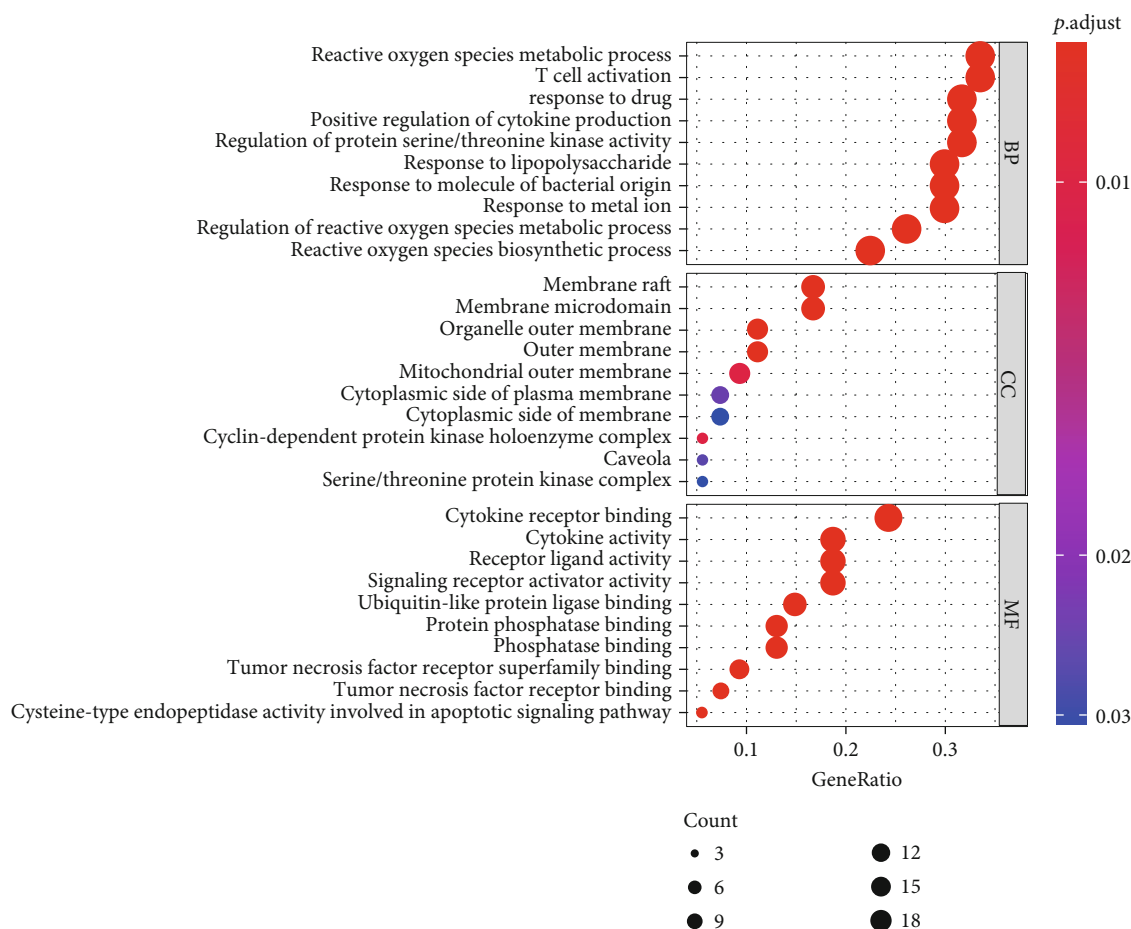 p.adjust
Reactive oxygen species metabolic process
T cell activation
response to drug
Positive regulation of cytokine production
Regulation of protein serine/threonine kinase activity
Response to lipopolysaccharide
Response to molecule of bacterial origin
Response to metal ion
Regulation of reactive oxygen species metabolic process
Reactive oxygen species biosynthetic process
BP
Membrane raft
Membrane microdomain
Organelle outer membrane
Outer membrane
Mitochondrial outer membrane
Cytoplasmic side of plasma membrane
Cytoplasmic side of membrane
Cyclin-dependent protein kinase holoenzyme complex
Caveola
Serine/threonine protein kinase complex
CC
Cytokine receptor binding
Cytokine activity
Receptor ligand activity
Signaling receptor activator activity
Ubiquitin-like protein ligase binding
Protein phosphatase binding
Phosphatase binding
Tumor necrosis factor receptor superfamily binding
Tumor necrosis factor receptor binding
Cysteine-type endopeptidase activity involved in apoptotic signaling pathway
MF
0.01
0.02
0.03
0.1 0.2 0.3
GeneRatio
Count
3 12
6 15
9 18